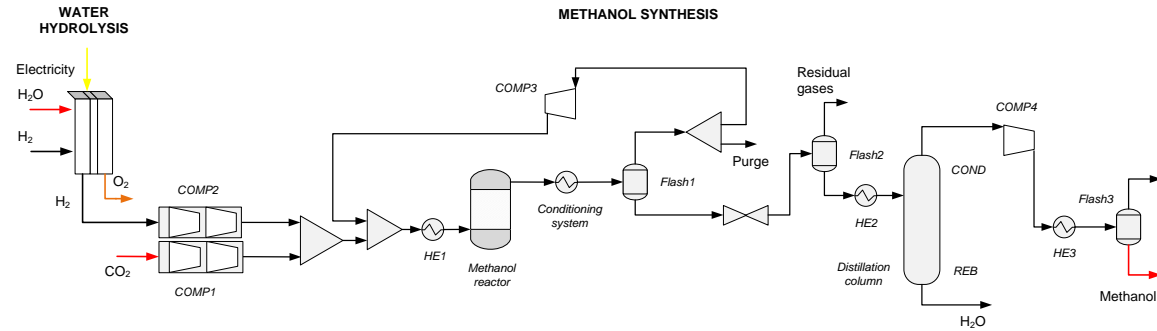 WATER
HYDROLYSIS
METHANOL SYNTHESIS
Electricity
H₂O
H₂
O₂
H₂
COMP2
CO₂
COMP1
HE1
Methanol
reactor
COMP3
Conditioning
system
Flash1
Purge
Residual
gases
Flash2
HE2
COND
Distillation
column
REB
H₂O
COMP4
HE3
Flash3
Methanol